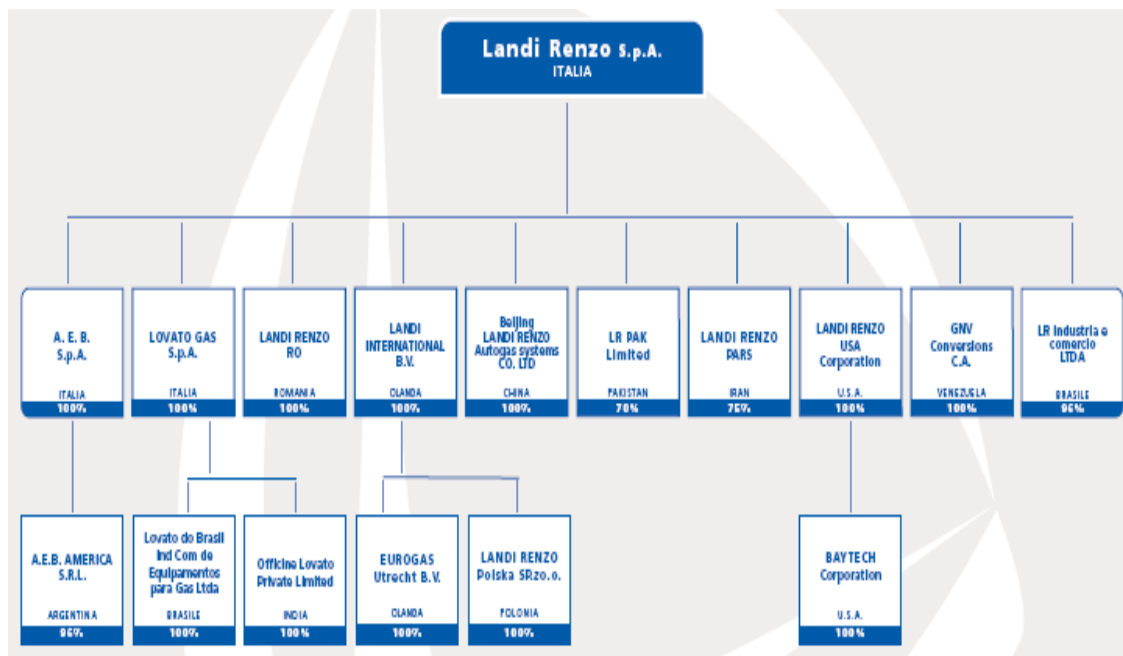 Landi Renzo S.p.A.
ITALIA
A. E. B.
S.p.A.
ITALIA
100%
LOVATO GAS
S.p.A.
ITALIA
100%
LANDI RENZO
RO
ROMANIA
100%
LANDI
INTERNATIONAL
B.V.
OLANDA
100%
Beijing
LANDI RENZO
Autogas systems
CO. LTD
CHINA
100%
LR PAK
Limited
PAKISTAN
70%
LANDI RENZO
PARS
IRAN
75%
LANDI RENZO
USA
Corporation
U.S.A.
100%
GNV
Conversions
C.A.
VENEZUELA
100%
LR industria e
comercio
LTDA
BRASILE
96%
A.E.B. AMERICA
S.R.L.
ARGENTINA
96%
Lovato do Brasil
Ind Com de
Equipamentos
para Gas Ltda
BRASILE
100%
Officine Lovato
Private Limited
INDIA
100%
EUROGAS
Utrecht B.V.
OLANDA
100%
LANDI RENZO
Polska SP.zo.o.
POLONIA
100%
BAYTECH
Corporation
U.S.A.
100%